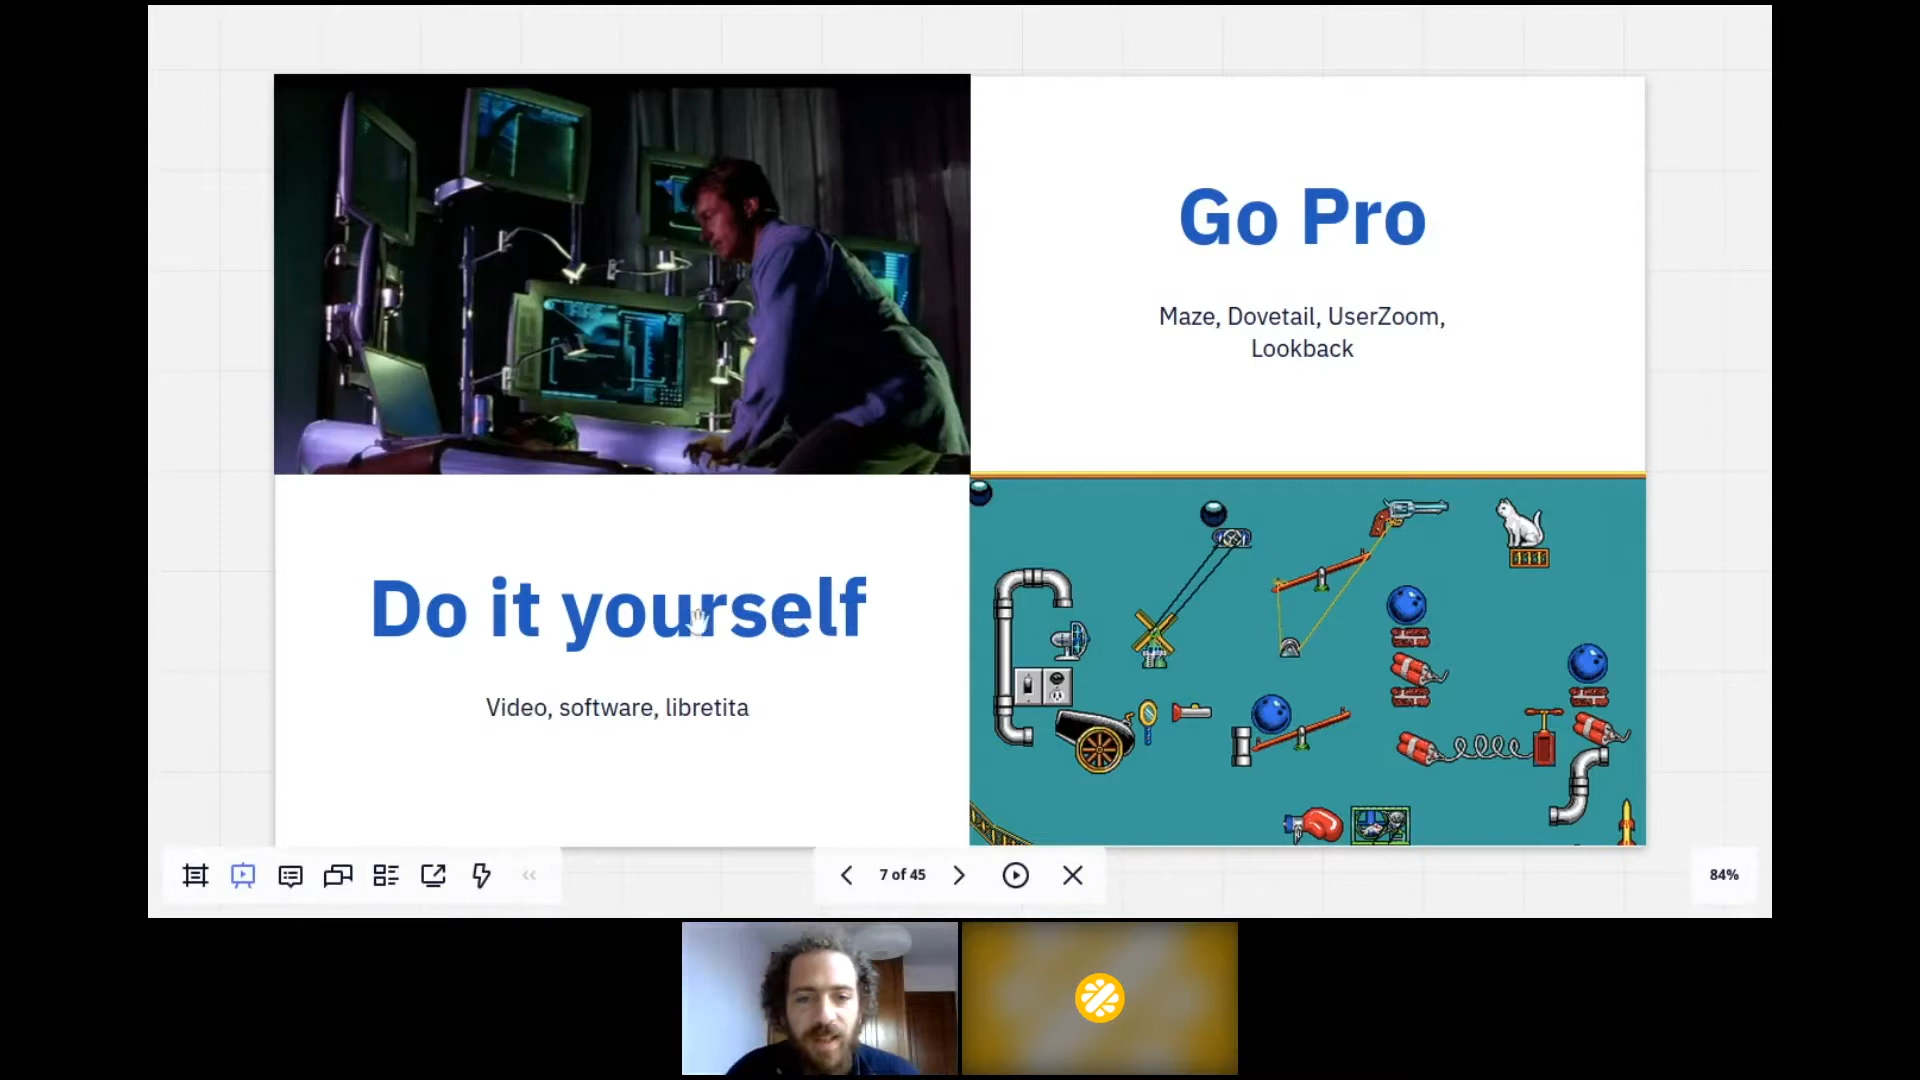 Go Pro
Maze, Dovetail, UserZoom,
Lookback
Do it yourself
Video, software, libretita
7 of 45
84%